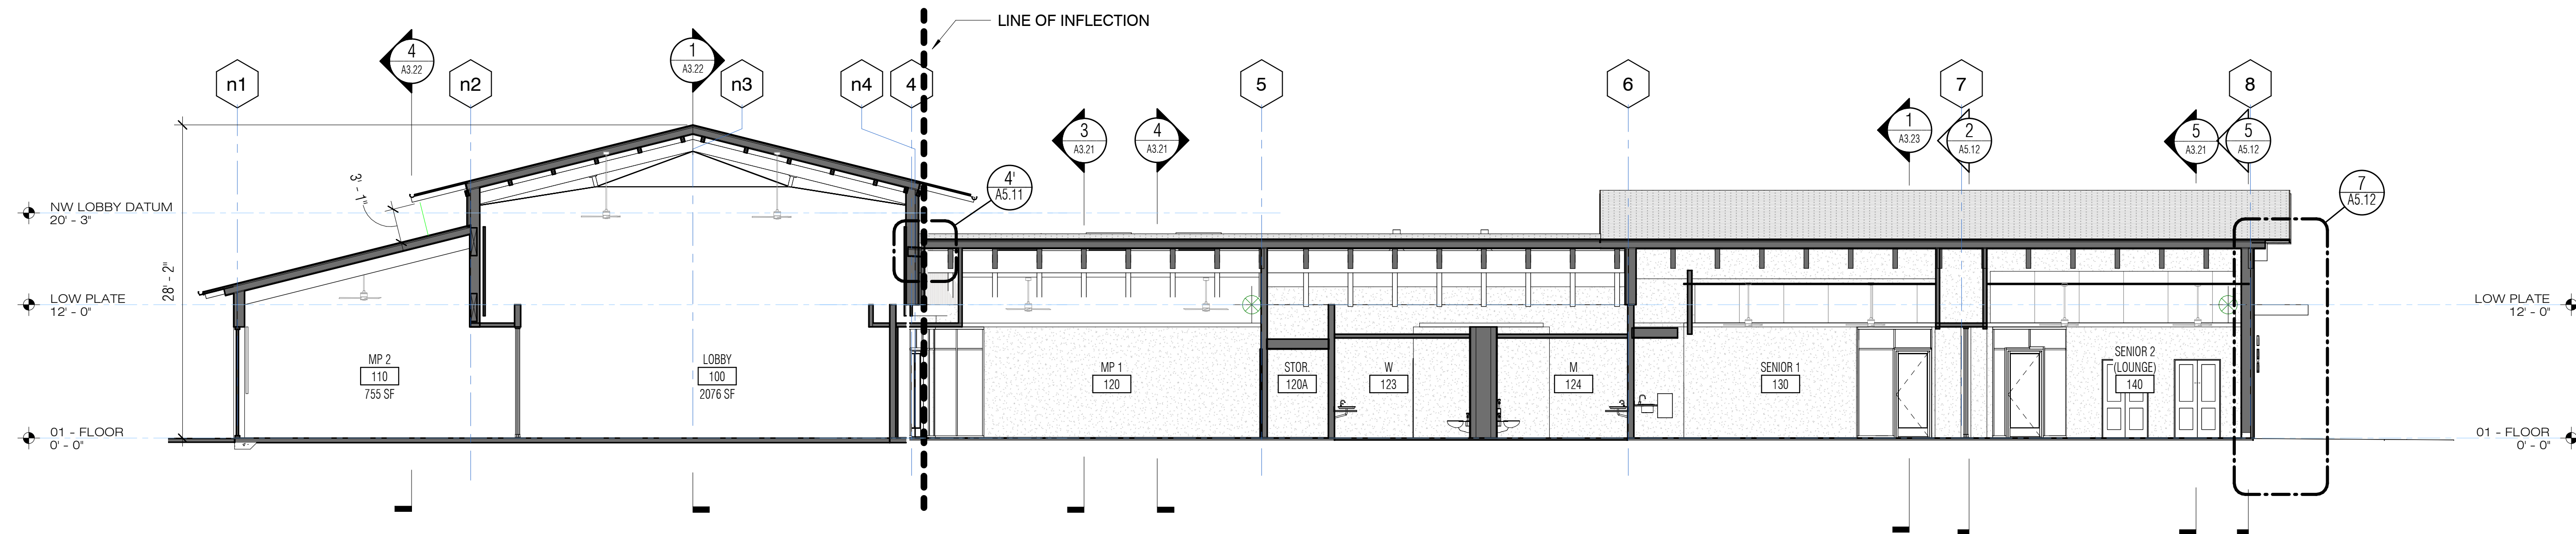 LINE OF INFLECTION
4
A3.22
1
A3.22
n1
n2
n3
n4
4
5
6
7
8
3
A3.21
4
A3.21
1
A3.23
2
A5.12
5
A3.21
5
A5.12
4'
A5.11
7
A5.12
3' - 1"
28' - 2"
NW LOBBY DATUM
20' - 3"
LOW PLATE
12' - 0"
LOW PLATE
12' - 0"
MP 2
110
755 SF
LOBBY
100
2076 SF
MP 1
120
STOR.
120A
W
123
M
124
SENIOR 1
130
SENIOR 2
(LOUNGE)
140
01 - FLOOR
0' - 0"
01 - FLOOR
0' - 0"